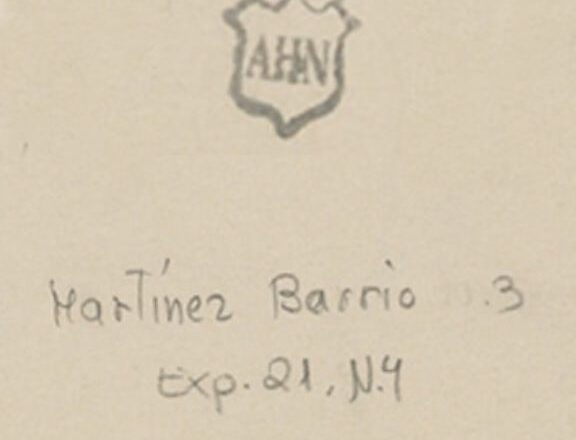 AHN
Martínez Barrio .3
Exp. 21, N.4